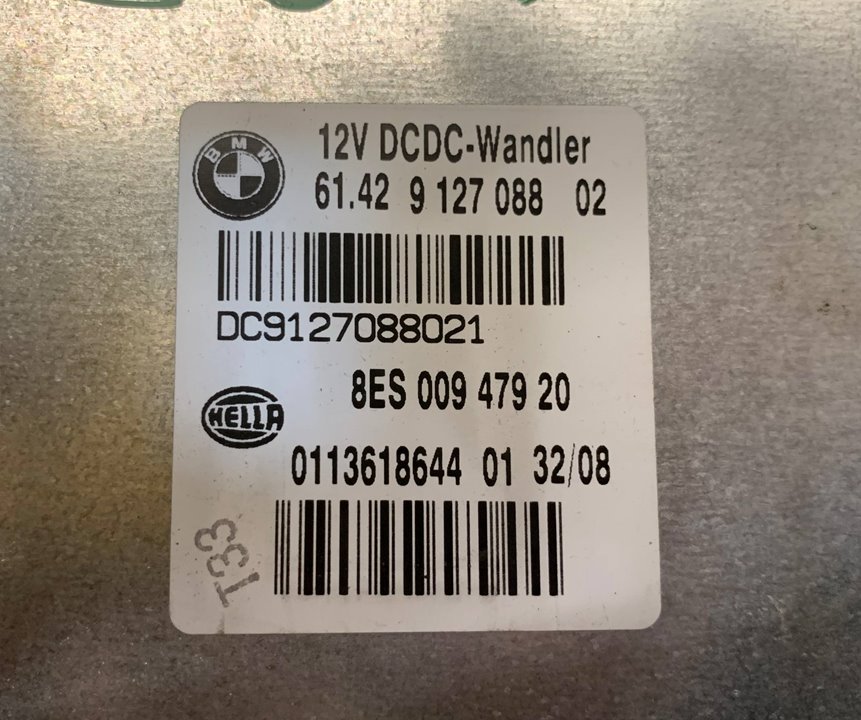 BMW
12V DCDC-Wandler
61.42 9 127 088 02
DC9127088021
8ES 009 479 20
HELLA
0113618644 01 32/08
T33